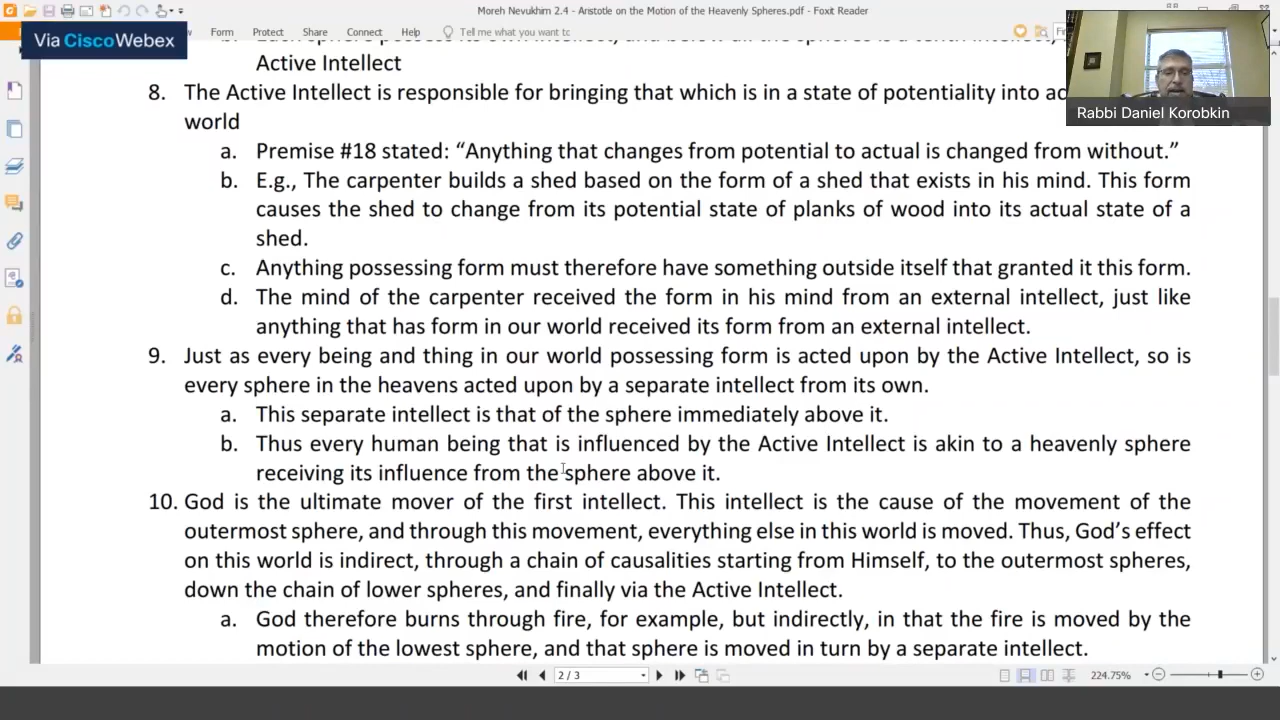 Moreh Nevukhim 2.4 - Aristotle on the Motion of the Heavenly Spheres.pdf - Foxit Reader
Via CiscoWebex
Form Protect Share Connect Help Tell me what you want tc
Active Intellect
8. The Active Intellect is responsible for bringing that which is in a state of potentiality into
world
a. Premise #18 stated: “Anything that changes from potential to actual is changed from without.”
b. E.g., The carpenter builds a shed based on the form of a shed that exists in his mind. This form
causes the shed to change from its potential state of planks of wood into its actual state of a
shed.
c. Anything possessing form must therefore have something outside itself that granted it this form.
d. The mind of the carpenter received the form in his mind from an external intellect, just like
anything that has form in our world received its form from an external intellect.
9. Just as every being and thing in our world possessing form is acted upon by the Active Intellect, so is
every sphere in the heavens acted upon by a separate intellect from its own.
a. This separate intellect is that of the sphere immediately above it.
b. Thus every human being that is influenced by the Active Intellect is akin to a heavenly sphere
receiving its influence from the sphere above it.
10. God is the ultimate mover of the first intellect. This intellect is the cause of the movement of the
outermost sphere, and through this movement, everything else in this world is moved. Thus, God’s effect
on this world is indirect, through a chain of causalities starting from Himself, to the outermost spheres,
down the chain of lower spheres, and finally via the Active Intellect.
a. God therefore burns through fire, for example, but indirectly, in that the fire is moved by the
motion of the lowest sphere, and that sphere is moved in turn by a separate intellect.
Rabbi Daniel Korobkin
2 / 3
224.75%